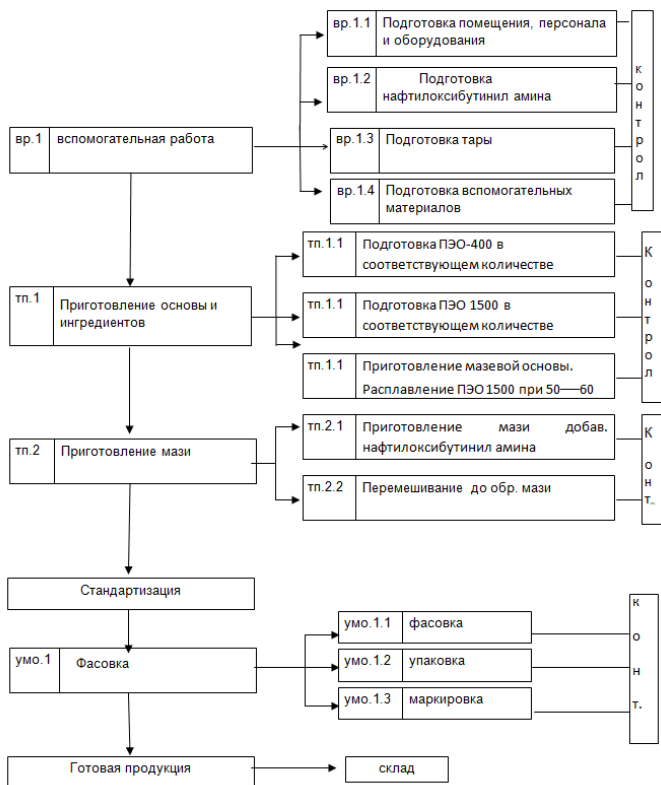 вр.1.1 Подготовка помещения, персонала
и оборудования
вр.1.2 Подготовка
нафтилоксибутинил амина
вр.1 вспомогательная работа
вр.1.3 Подготовка тары
вр.1.4 Подготовка вспомогательных
материалов
контрол
тп.1.1 Подготовка ПЭО-400 в
соответствующем количестве
тп.1 Приготовление основы и
ингредиентов
тп.1.1 Подготовка ПЭО 1500 в
соответствующем количестве
тп.1.1 Приготовление мазевой основы.
Расплавление ПЭО 1500 при 50—60
Контрол
тп.2.1 Приготовление мази добав.
нафтилоксибутинил амина
тп.2 Приготовление мази
тп.2.2 Перемешивание до обр. мази
Конт.
Стандартизация
умо.1.1 фасовка
умо.1 Фасовка
умо.1.2 упаковка
умо.1.3 маркировка
конт.
Готовая продукция
склад